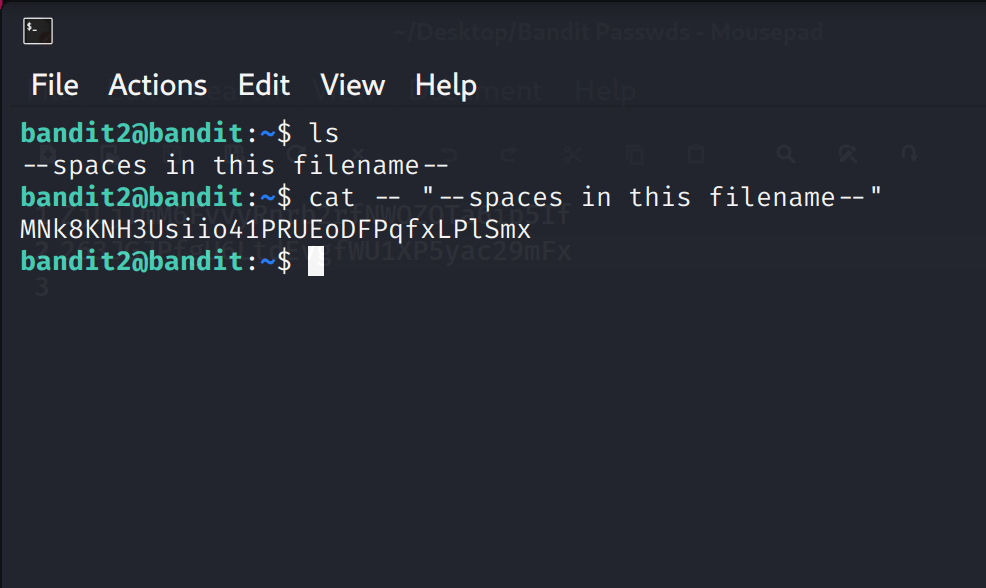 ~/Desktop/Bandit Passwds - Mousepad
File Actions Edit View Help
Help
bandit2@bandit:~$ ls
--spaces in this filename--
bandit2@bandit:~$ cat -- "--spaces in this filename--"
MNk8KNH3Usiio41PRUEoDFPqfxLPlSmx
bandit2@bandit:~$
3